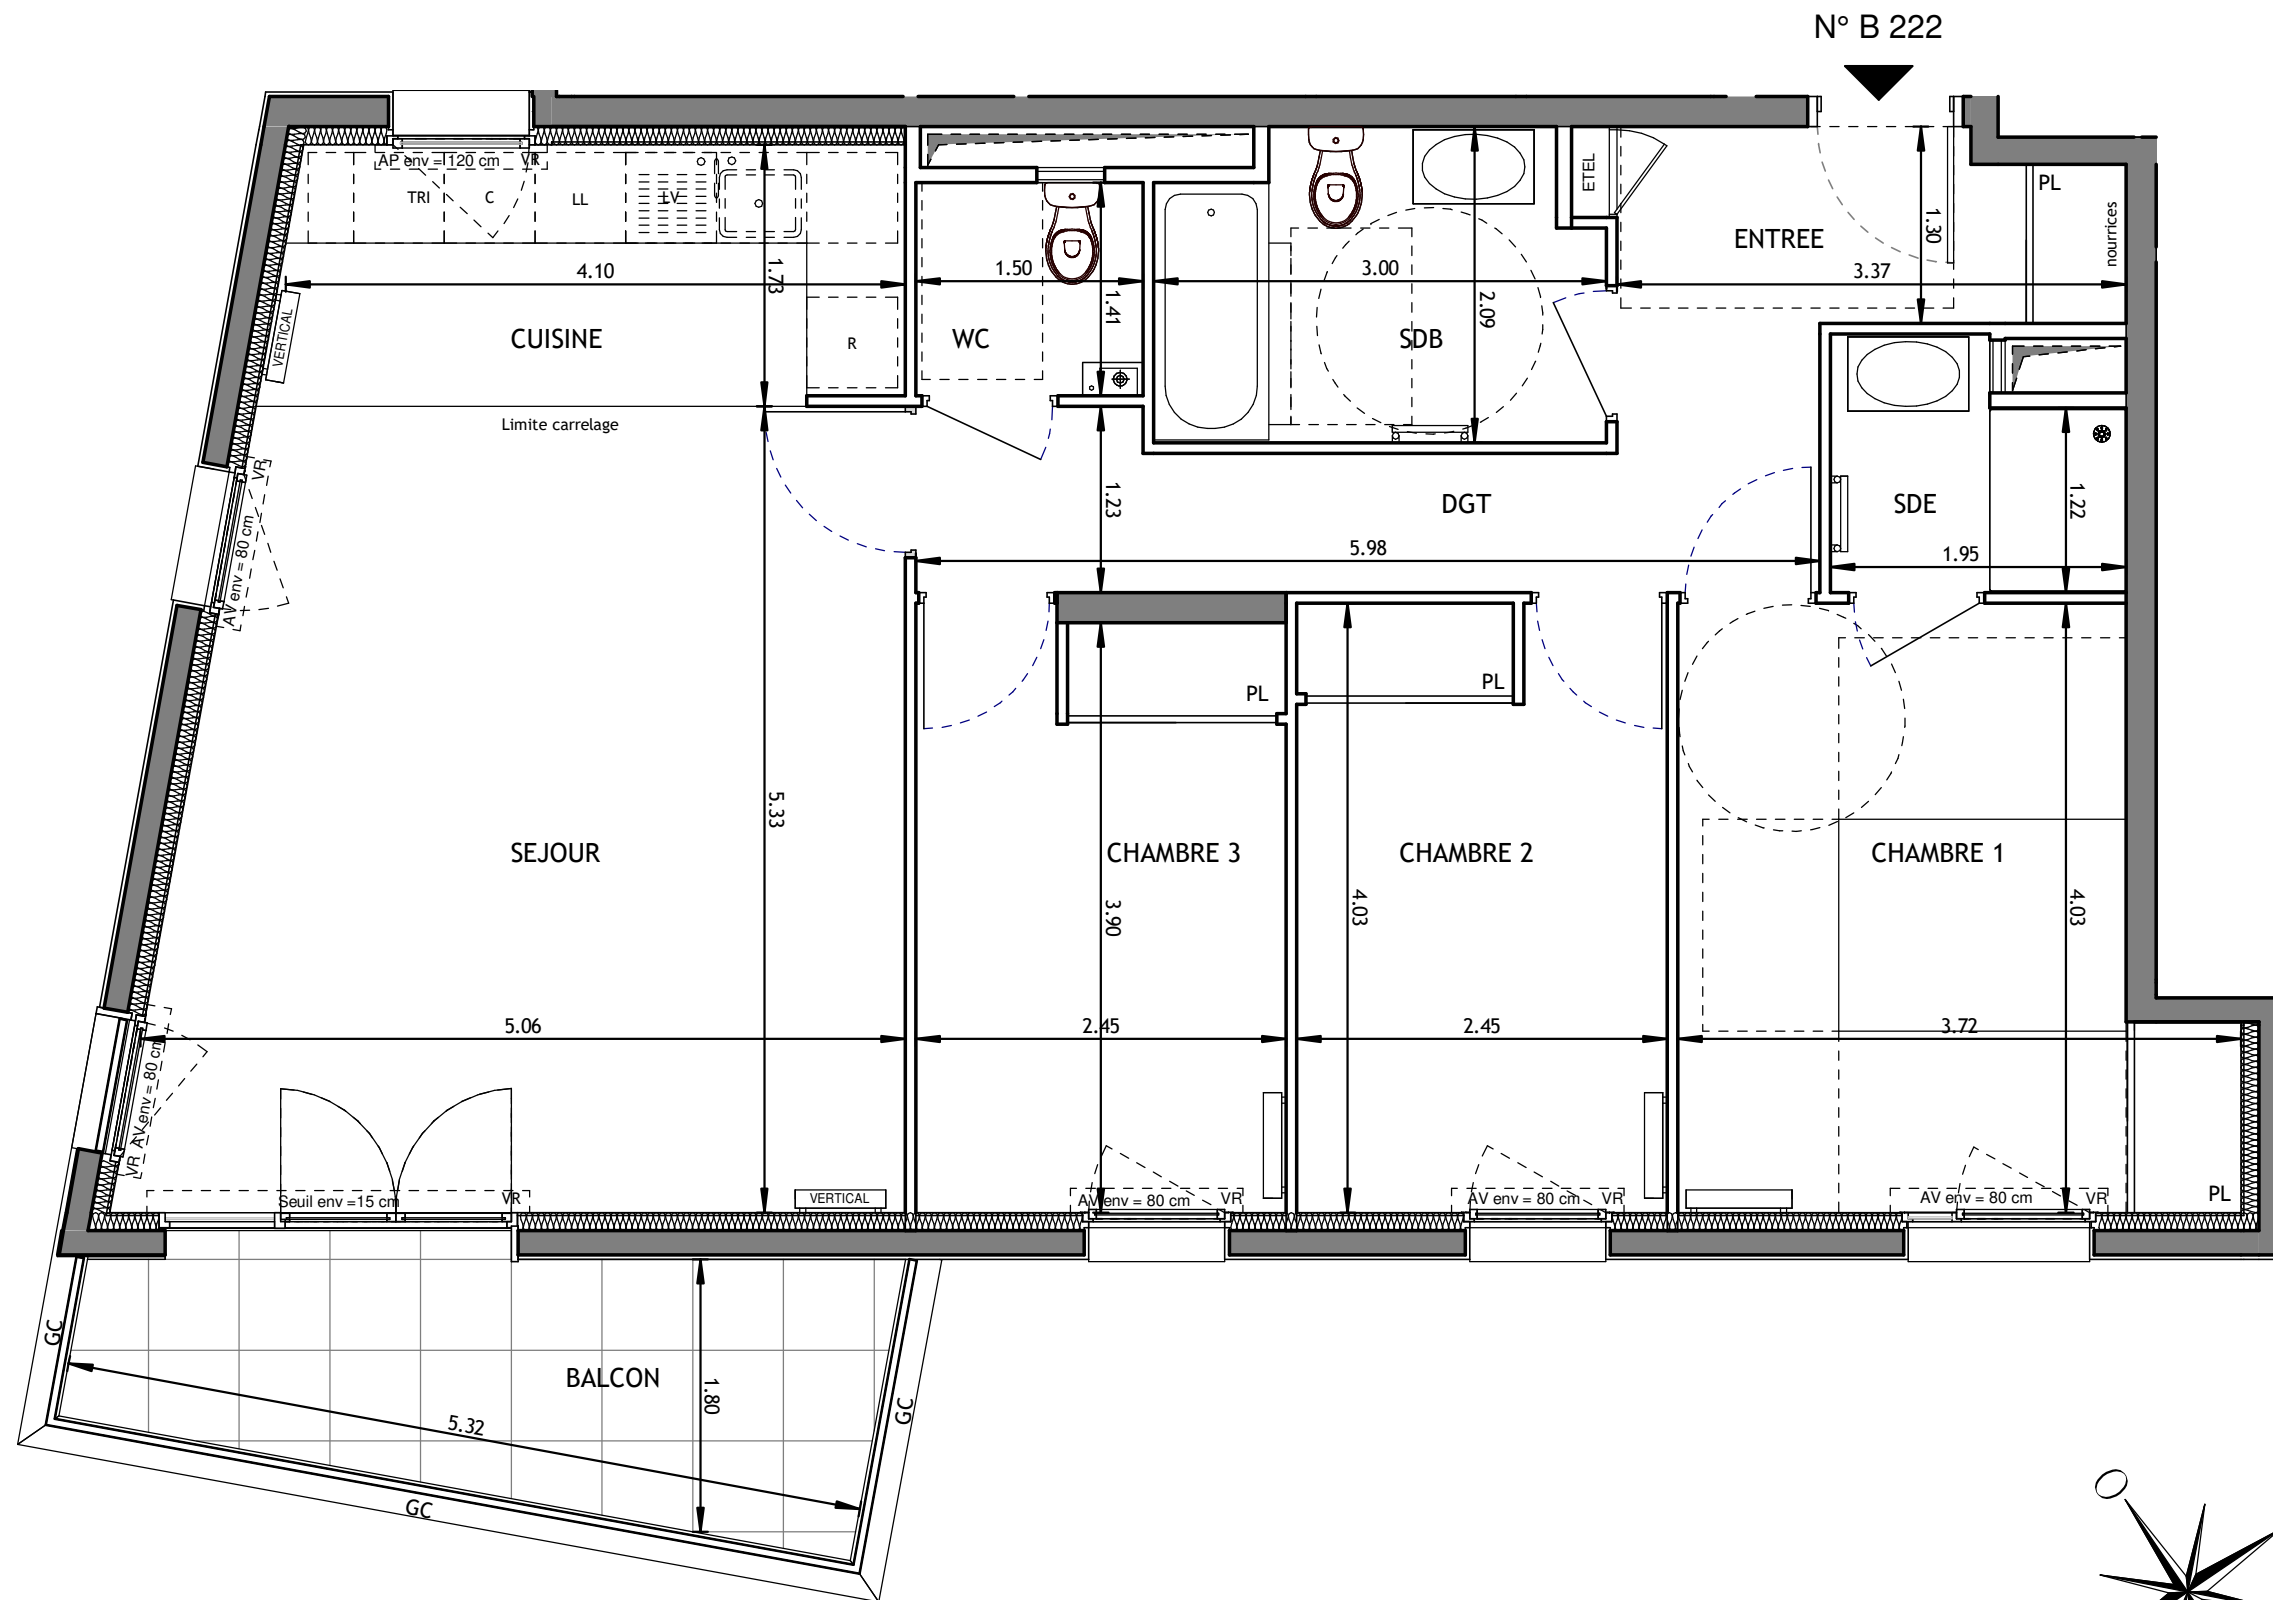 N° B 222
AP env =120 cm
VR
TRI
C
LL
LV
ETEL
PL
nourrices
ENTREE
1.30
3.37
4.10
1.73
1.50
1.41
3.00
2.09
VERTICAL
CUISINE
R
WC
SDB
Limite carrelage
VR
AV env = 80 cm
1.23
DGT
SDE
1.22
5.98
1.95
PL
PL
5.33
SEJOUR
CHAMBRE 3
CHAMBRE 2
CHAMBRE 1
3.90
4.03
4.03
5.06
2.45
2.45
3.72
VR AV env = 80 cm
Seuil env =15 cm
VR
VERTICAL
AV env = 80 cm
VR
AV env = 80 cm
VR
AV env = 80 cm
VR
PL
GC
BALCON
1.80
GC
5.32
GC